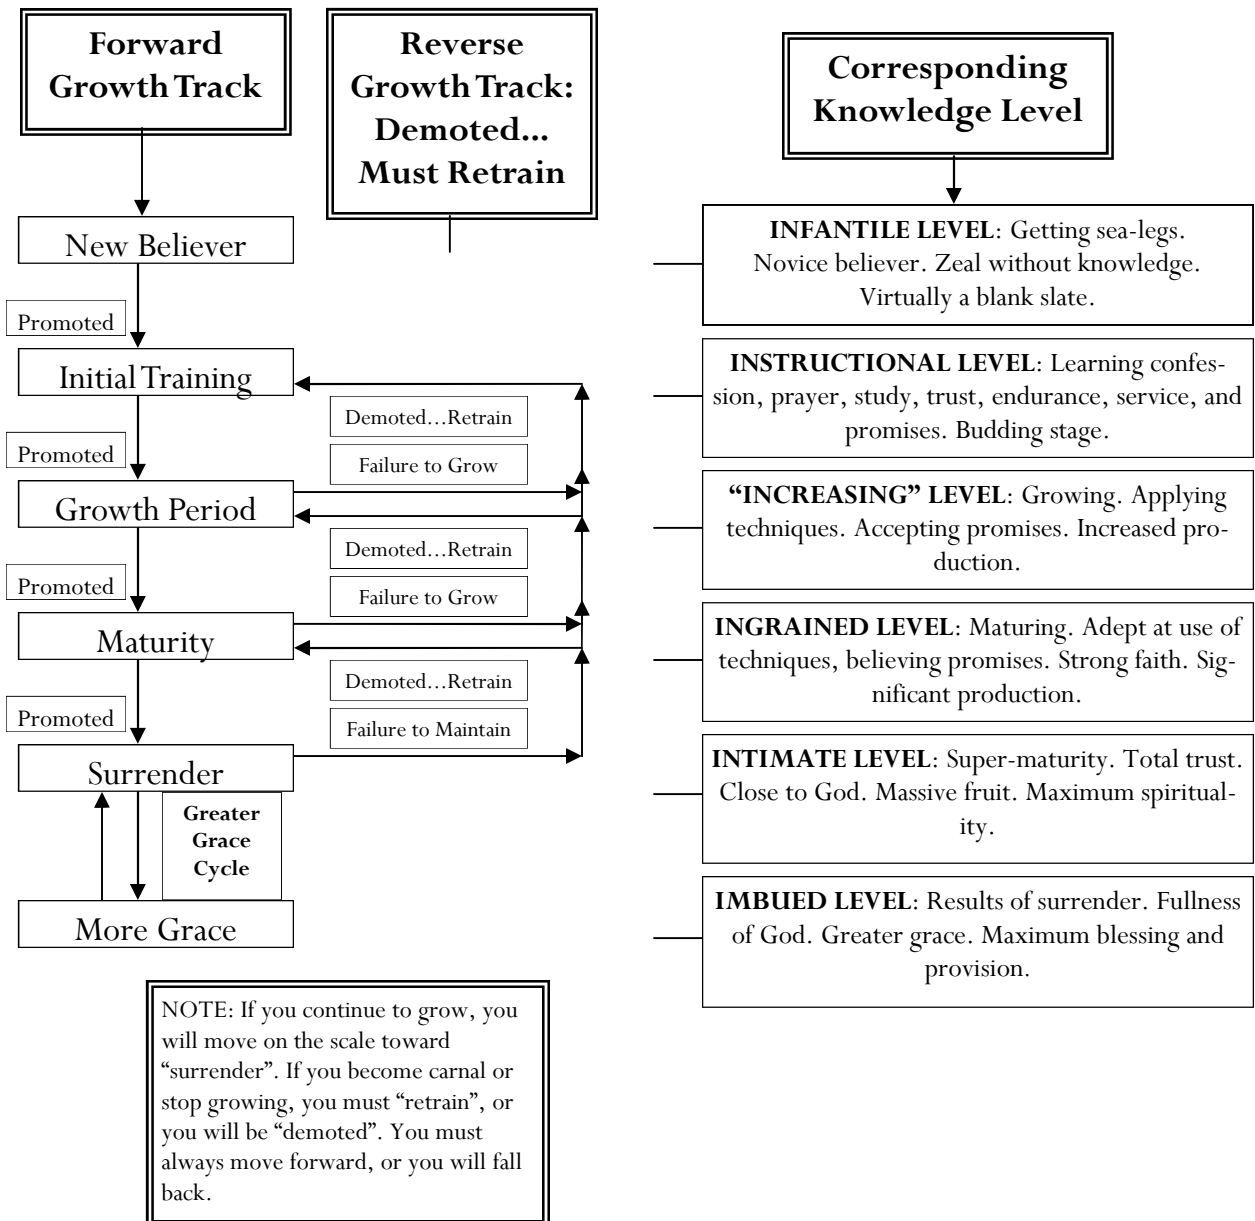 Forward
Growth Track
Reverse
Growth Track:
Demoted...
Must Retrain
Corresponding
Knowledge Level
New Believer
Promoted
Initial Training
Demoted…Retrain
Promoted
Failure to Grow
Growth Period
Demoted…Retrain
Promoted
Failure to Grow
Maturity
Demoted…Retrain
Promoted
Failure to Maintain
Surrender
Greater
Grace
Cycle
More Grace
INFANTILE LEVEL: Getting sea-legs.
Novice believer. Zeal without knowledge.
Virtually a blank slate.
INSTRUCTIONAL LEVEL: Learning confes-
sion, prayer, study, trust, endurance, service, and
promises. Budding stage.
“INCREASING” LEVEL: Growing. Applying
techniques. Accepting promises. Increased pro-
duction.
INGRAINED LEVEL: Maturing. Adept at use of
techniques, believing promises. Strong faith. Sig-
nificant production.
INTIMATE LEVEL: Super-maturity. Total trust.
Close to God. Massive fruit. Maximum spiritual-
ity.
IMBUED LEVEL: Results of surrender. Fullness
of God. Greater grace. Maximum blessing and
provision.
NOTE: If you continue to grow, you
will move on the scale toward
“surrender”. If you become carnal or
stop growing, you must “retrain”, or
you will be “demoted”. You must
always move forward, or you will fall
back.